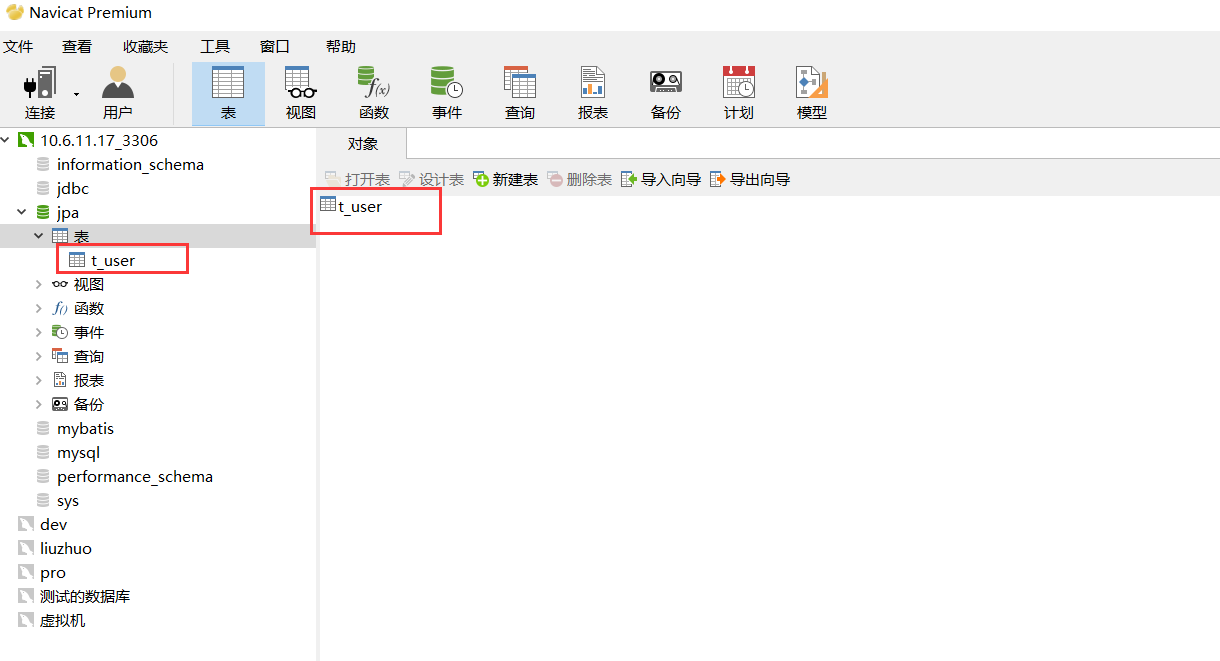 Navicat Premium
文件 查看 收藏夹 工具 窗口 帮助
连接 用户 表 视图 函数 事件 查询 报表 备份 计划 模型
10.6.11.17_3306
information_schema
jdbc
jpa
表
t_user
视图
函数
事件
查询
报表
备份
mybatis
mysql
performance_schema
sys
dev
liuzhuo
pro
测试的数据库
虚拟机
对象
打开表 设计表 新建表 删除表 导入向导 导出向导
t_user